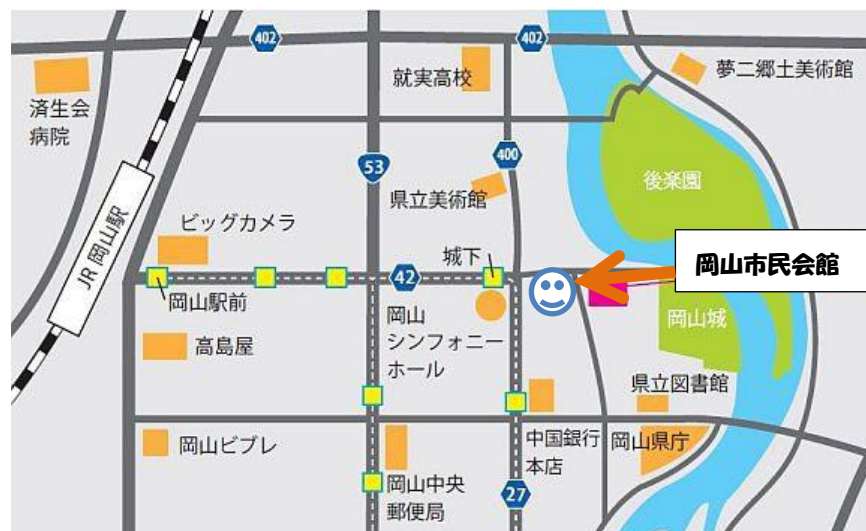 402
402
就実高校
夢二郷土美術館
済生会
病院
53
400
後楽園
県立美術館
ビッグカメラ
JR 岡山駅
城下
岡山市民会館
42
岡山駅前
岡山
シンフォニー
ホール
岡山城
高島屋
県立図書館
岡山ビブレ
中国銀行
本店
岡山県庁
岡山中央
郵便局
27